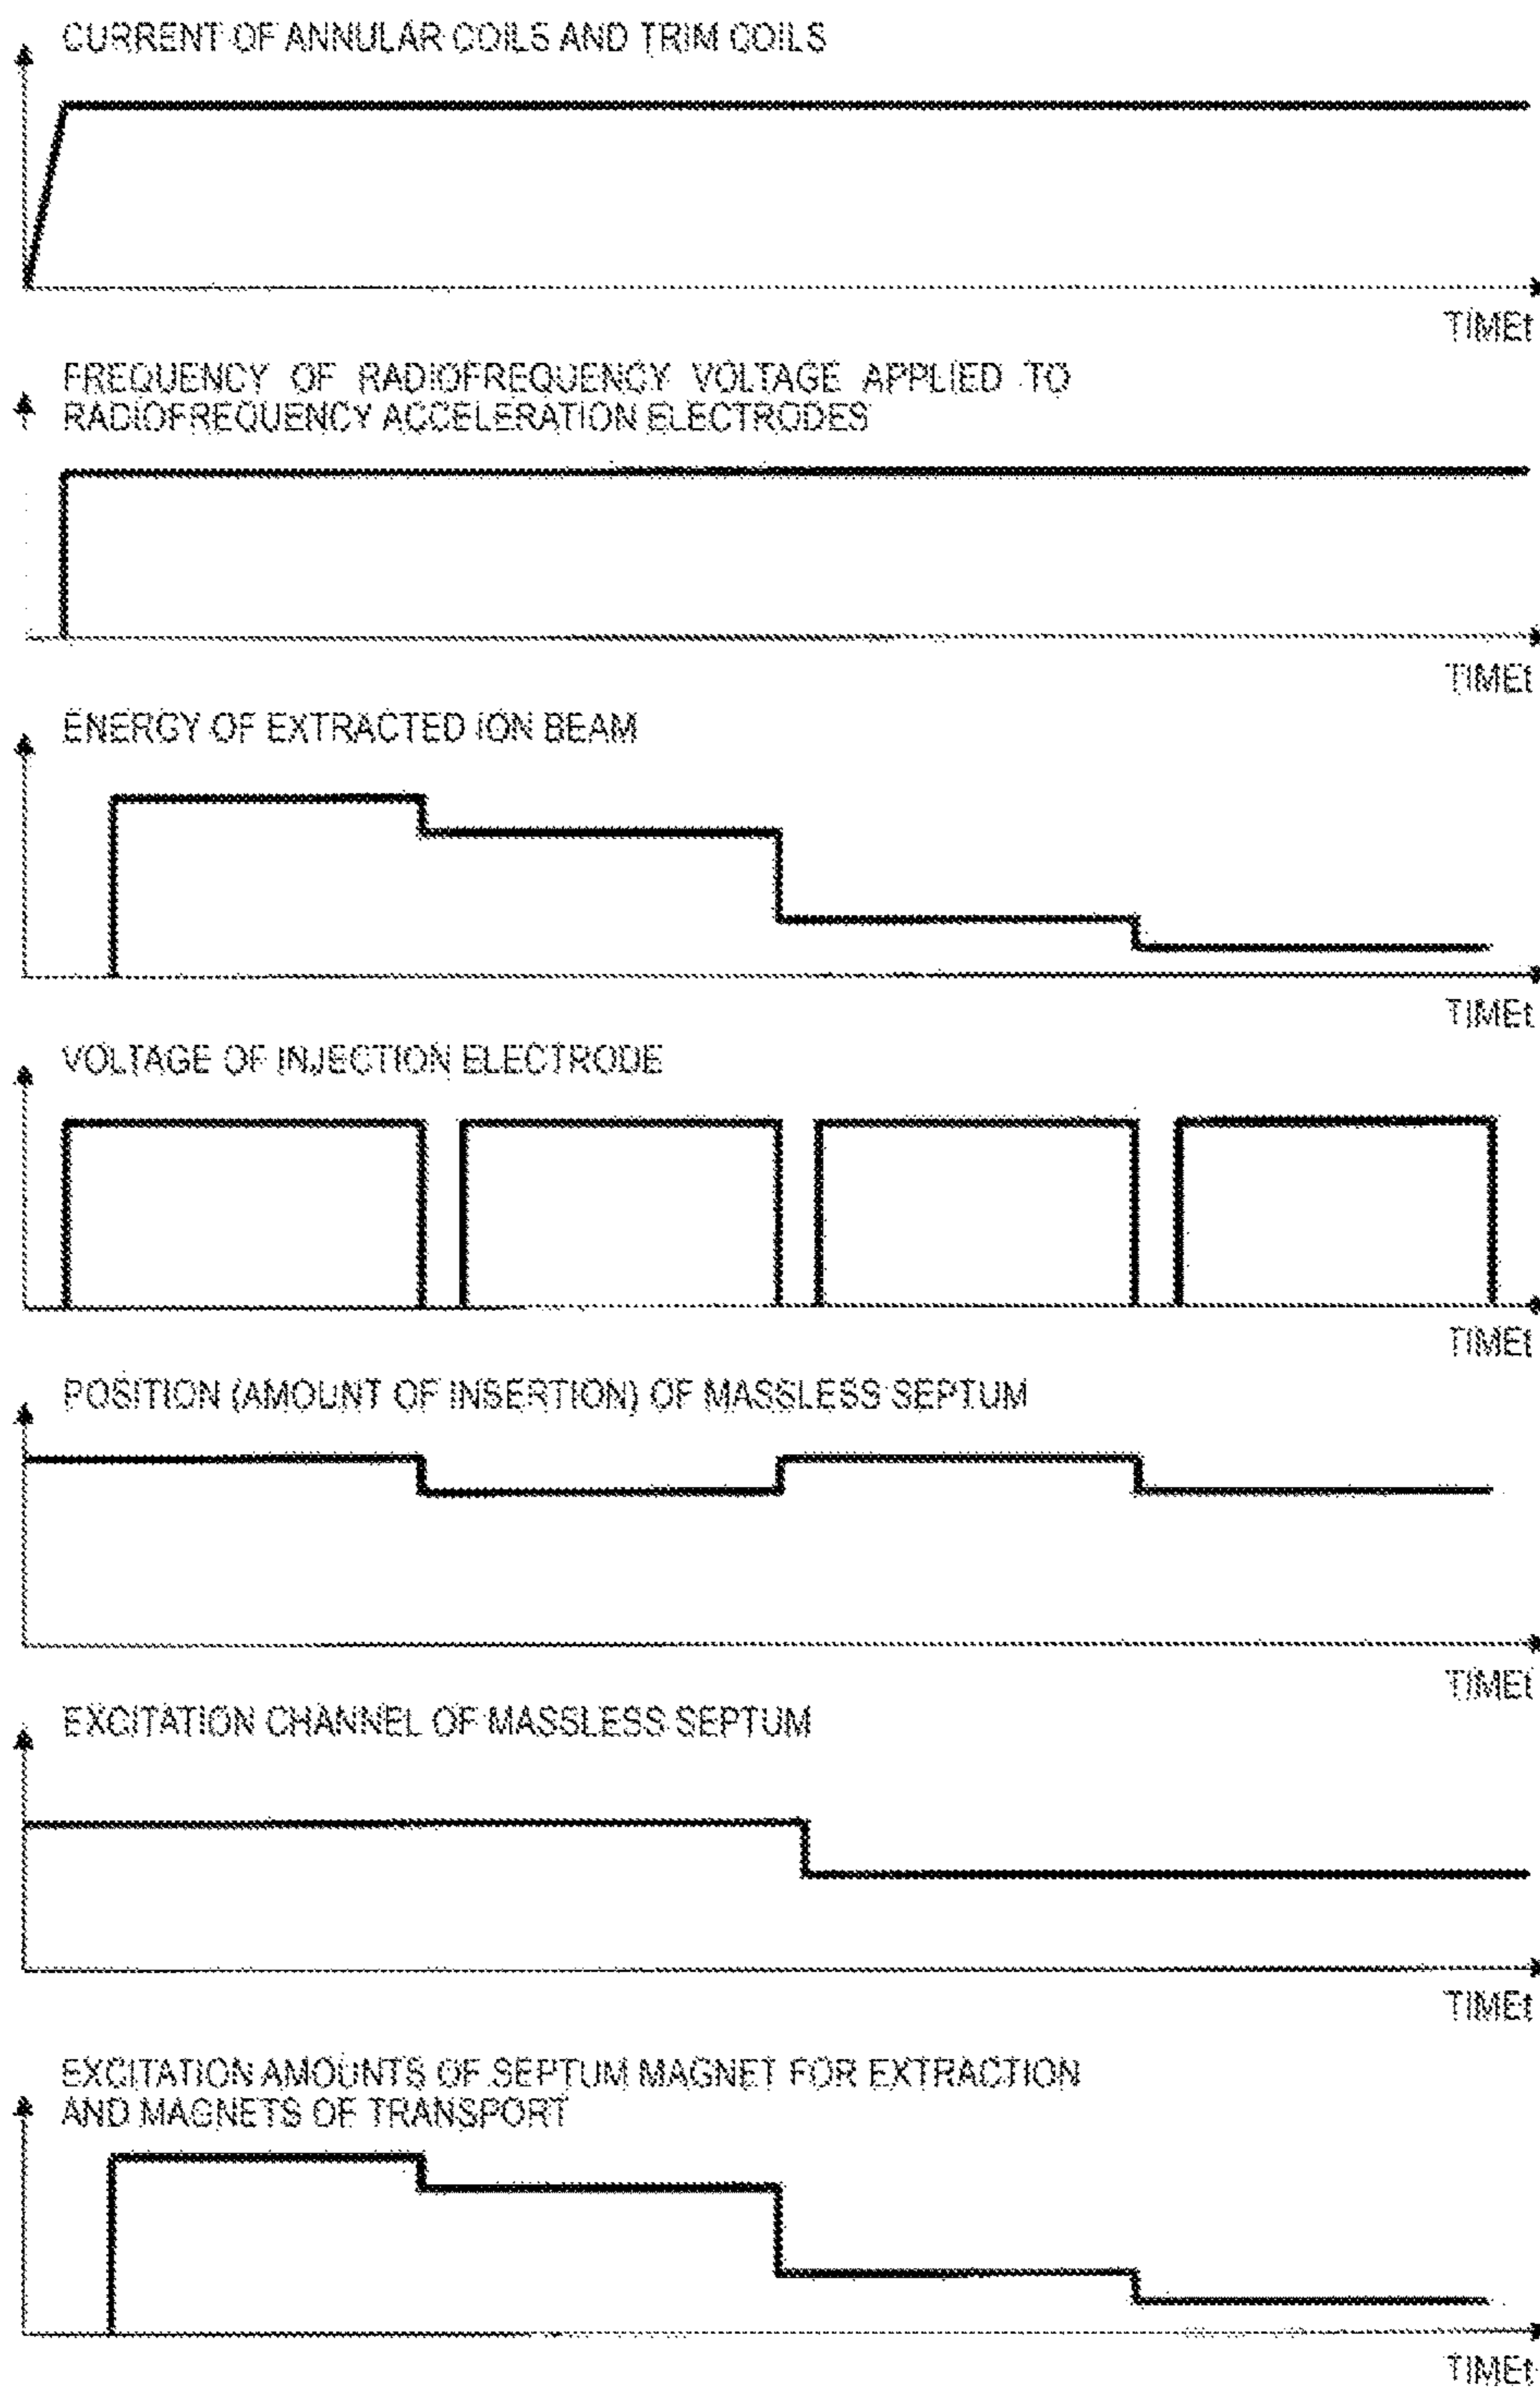 CURRENT OF ANNULAR COILS AND TRIM COILS
TIMEt
FREQUENCY OF RADIOFREQUENCY VOLTAGE APPLIED TO
RADIOFREQUENCY ACCELERATION ELECTRODES
TIMEt
ENERGY OF EXTRACTED ION BEAM
TIMEt
VOLTAGE OF INJECTION ELECTRODE
TIMEt
POSITION (AMOUNT OF INSERTION) OF MASSLESS SEPTUM
TIMEt
EXCITATION CHANNEL OF MASSLESS SEPTUM
TIMEt
EXCITATION AMOUNTS OF SEPTUM MAGNET FOR EXTRACTION
AND MAGNETS OF TRANSPORT
TIMEt